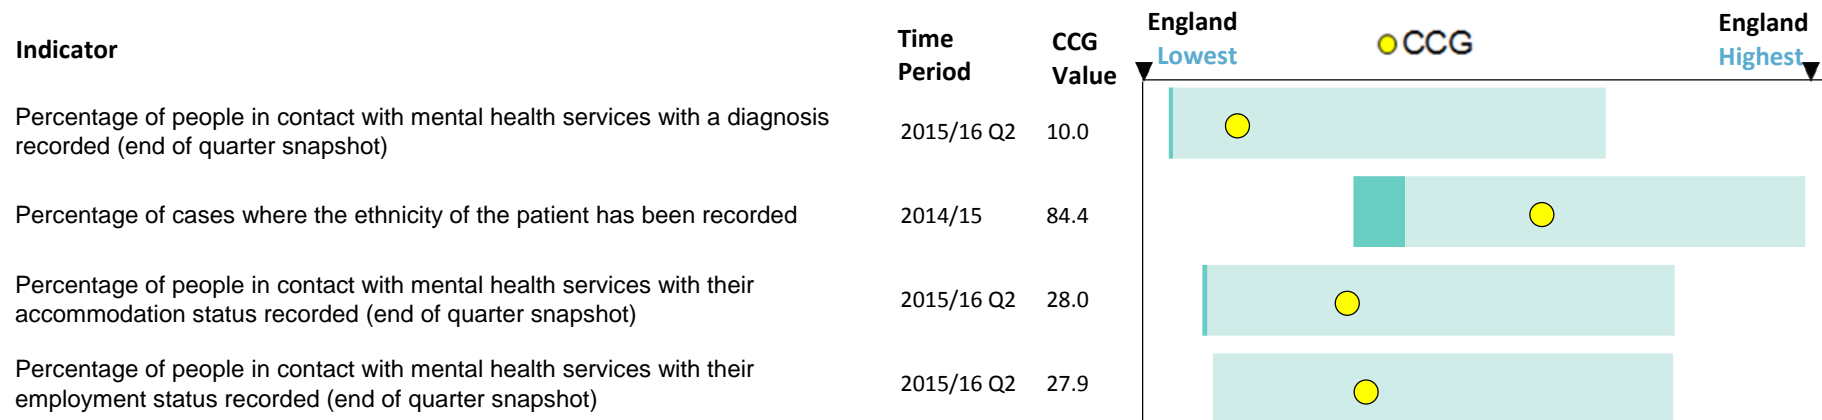 Indicator
Time Period
CCG Value
England Lowest
CCG
England Highest
Percentage of people in contact with mental health services with a diagnosis
recorded (end of quarter snapshot)
2015/16 Q2
10.0
Percentage of cases where the ethnicity of the patient has been recorded
2014/15
84.4
Percentage of people in contact with mental health services with their
accommodation status recorded (end of quarter snapshot)
2015/16 Q2
28.0
Percentage of people in contact with mental health services with their
employment status recorded (end of quarter snapshot)
2015/16 Q2
27.9